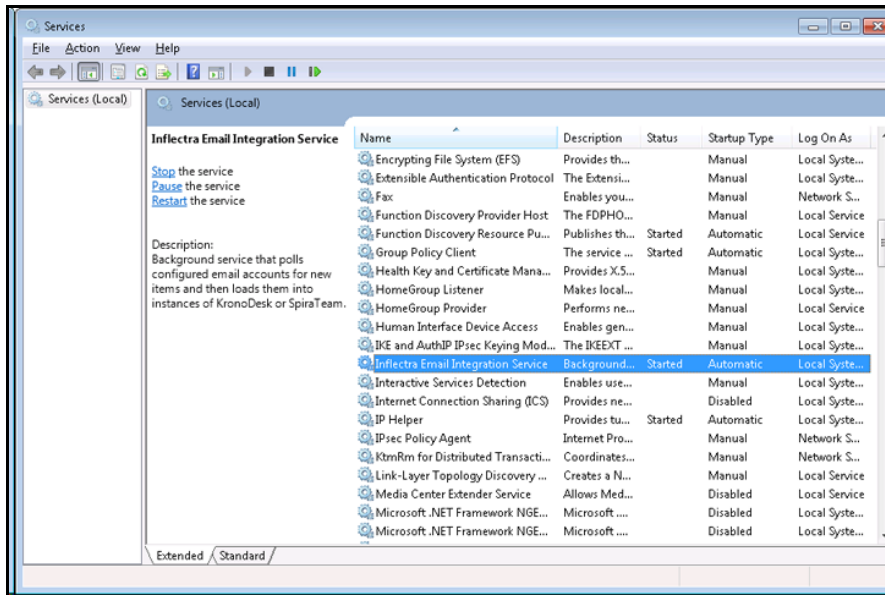 Services
File Action View Help
Services (Local)
Services (Local)
Inflectra Email Integration Service
Stop the service
Pause the service
Restart the service
Description:
Background service that polls
configured email accounts for new
items and then loads them into
instances of KronoDesk or SpiraTeam.
Name Description Status Startup Type Log On As
Encrypting File System (EFS) Provides th... Manual Local Syste...
Extensible Authentication Protocol The Extensi... Manual Local Syste...
Fax Enables you... Manual Network S...
Function Discovery Provider Host The FDPHO... Manual Local Service
Function Discovery Resource Pu... Publishes th... Started Automatic Local Service
Group Policy Client The service ... Started Automatic Local Syste...
Health Key and Certificate Mana... Provides X.5... Manual Local Syste...
HomeGroup Listener Makes local... Manual Local Syste...
HomeGroup Provider Performs ne... Manual Local Service
Human Interface Device Access Enables gen... Manual Local Syste...
IKE and AuthIP IPsec Keying Mod... The IKEEXT ... Manual Local Syste...
Inflectra Email Integration Service Background... Started Automatic Local Syste...
Interactive Services Detection Enables use... Manual Local Syste...
Internet Connection Sharing (ICS) Provides ne... Disabled Local Syste...
IP Helper Provides tu... Started Automatic Local Syste...
IPsec Policy Agent Internet Pro... Manual Network S...
KtmRm for Distributed Transacti... Coordinates... Manual Network S...
Link-Layer Topology Discovery ... Creates a N... Manual Local Service
Media Center Extender Service Allows Med... Disabled Local Service
Microsoft .NET Framework NGE... Microsoft .... Disabled Local Syste...
Microsoft .NET Framework NGE... Microsoft .... Disabled Local Syste...
Extended Standard